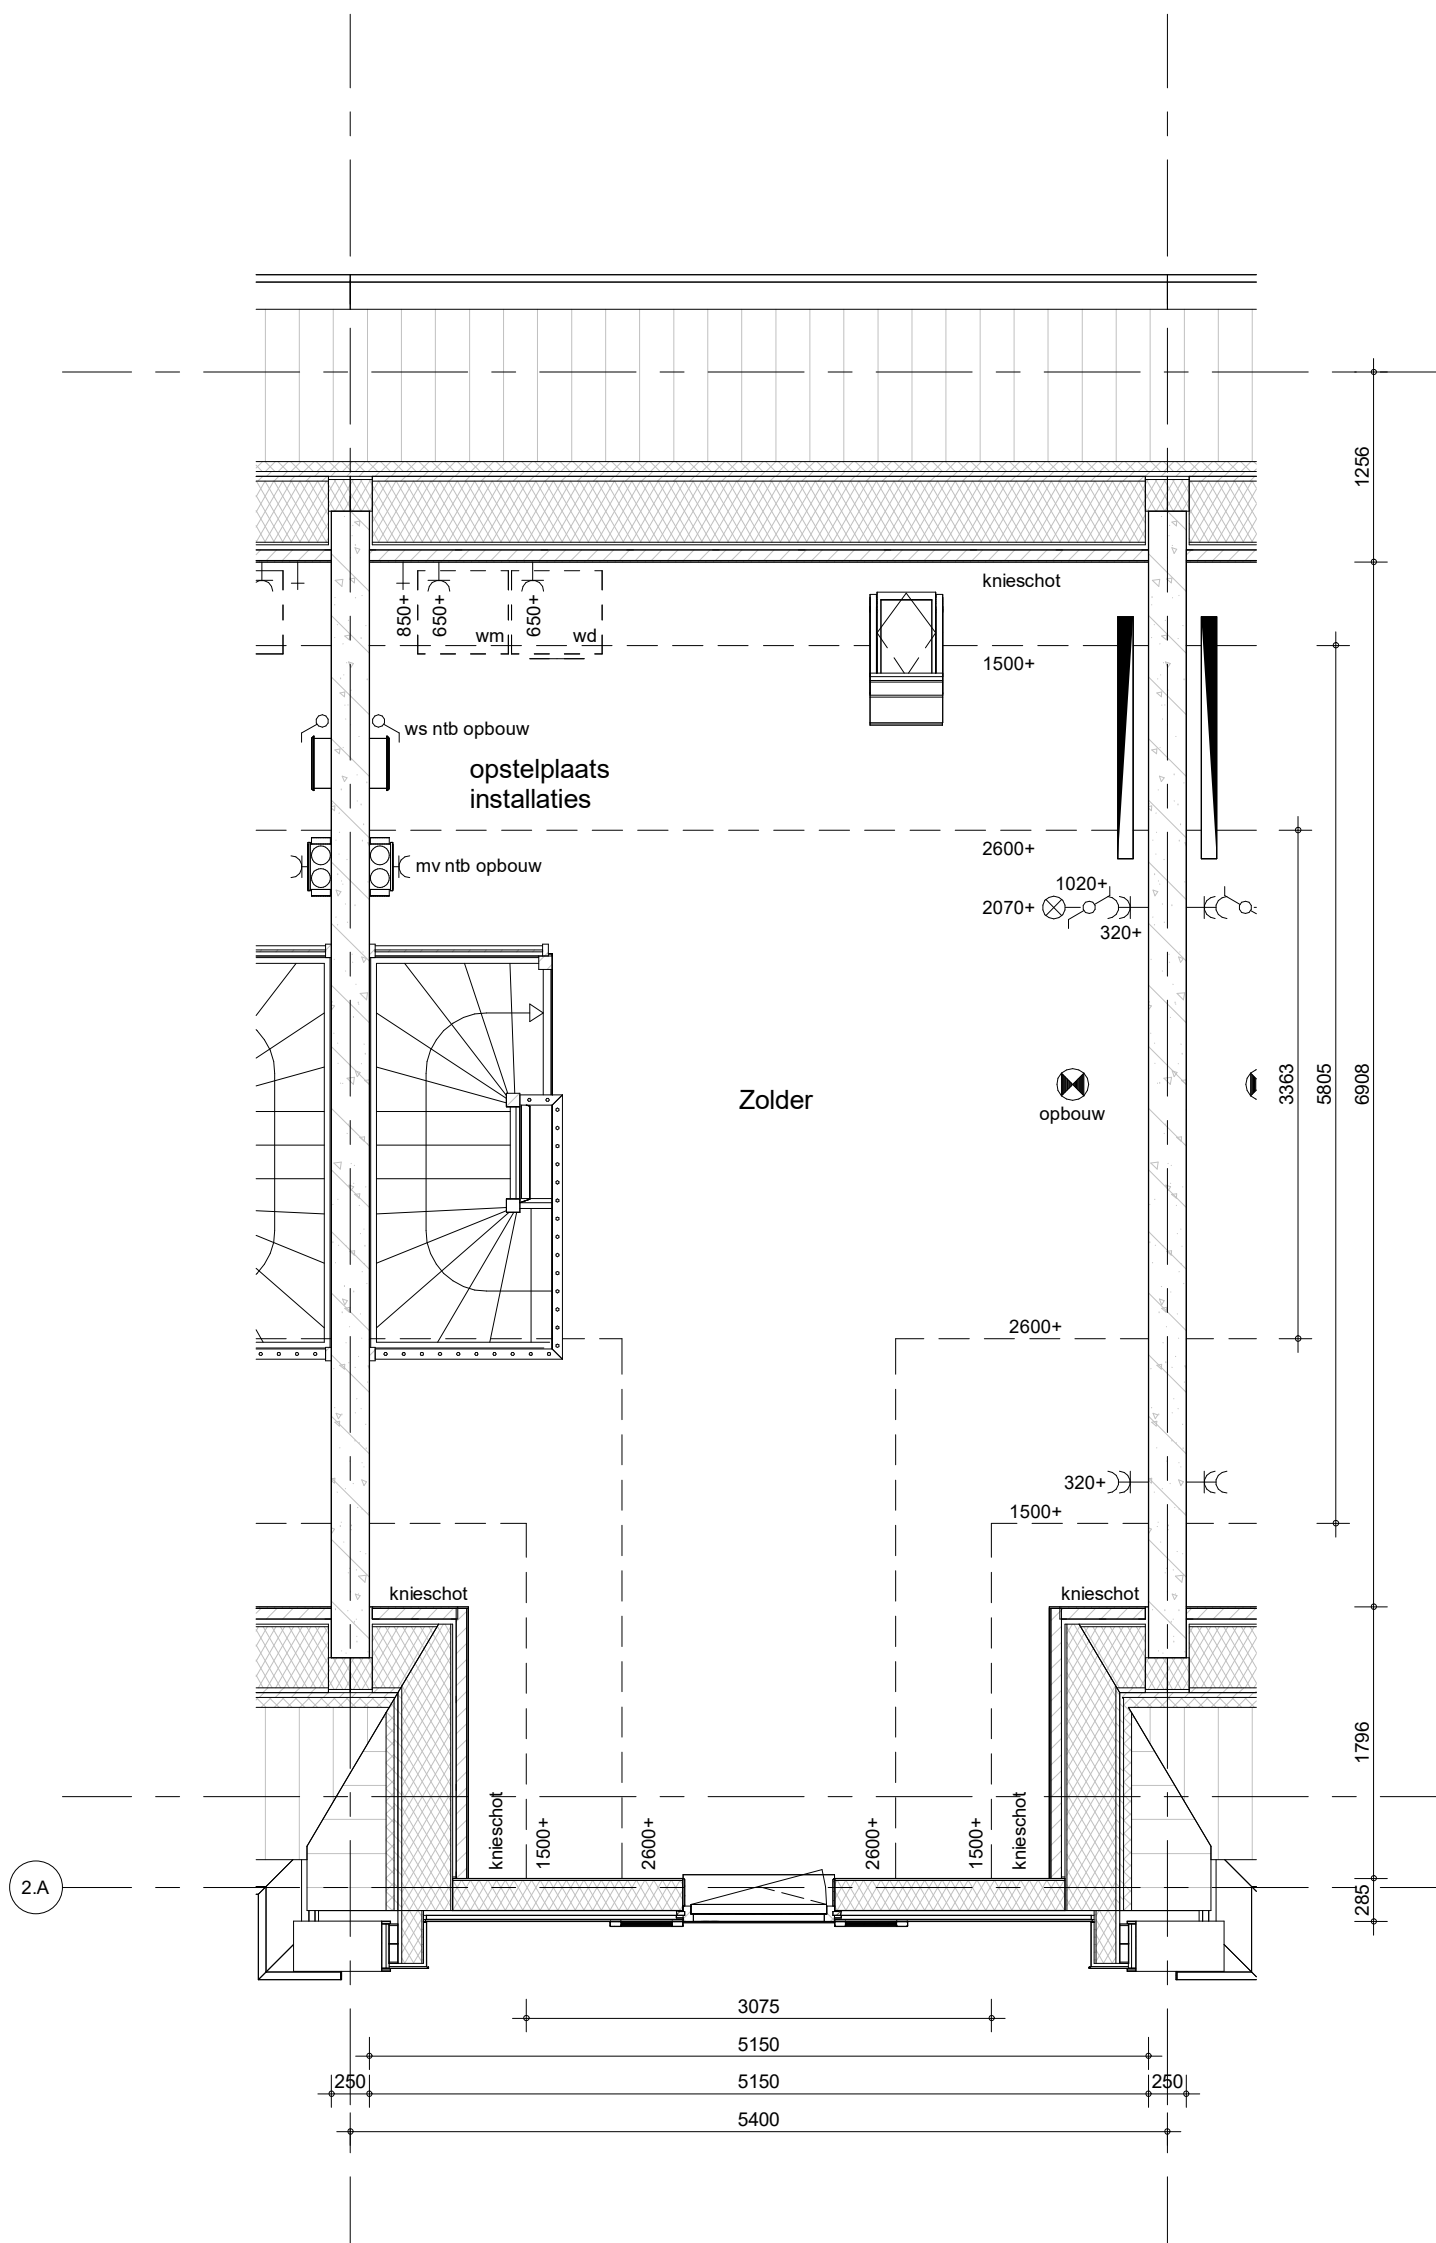 1256
knieschot
850+
650+
wm
650+
wd
1500+
ws ntb opbouw
opstelplaats
installaties
2600+
mv ntb opbouw
1020+
2070+
320+
3363
5805
6908
Zolder
opbouw
2600+
320+
1500+
knieschot
knieschot
1796
knieschot
1500+
2600+
2600+
1500+
knieschot
2.A
285
3075
5150
250
5150
250
5400